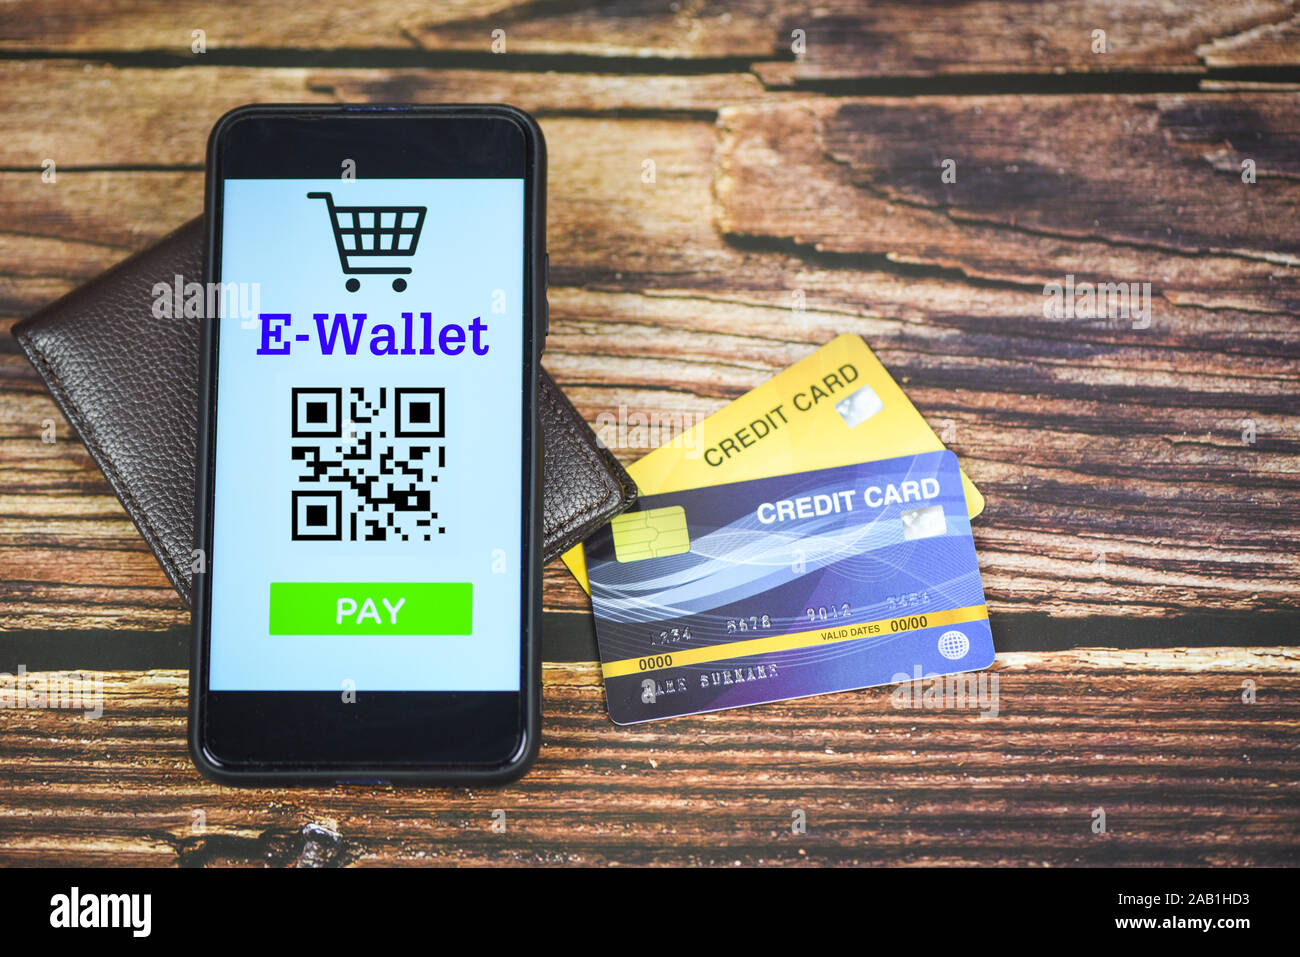 E-Wallet
PAY
CREDIT CARD
CREDIT CARD
1234 5678 9012 3456
VALID DATES 00/00
0000
NAME SURNAME
alamy
Image ID: 2AB1HD3
www.alamy.com